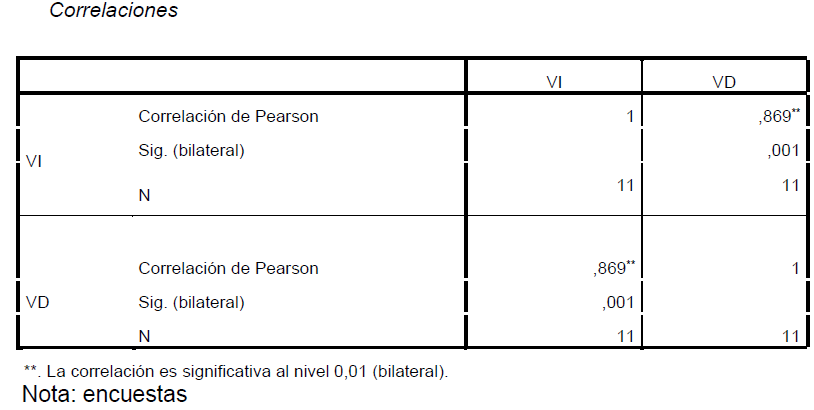 Correlaciones
VI VD
Correlación de Pearson 1 ,869**
VI Sig. (bilateral) ,001
N 11 11
Correlación de Pearson ,869** 1
VD Sig. (bilateral) ,001
N 11 11
**. La correlación es significativa al nivel 0,01 (bilateral).
Nota: encuestas